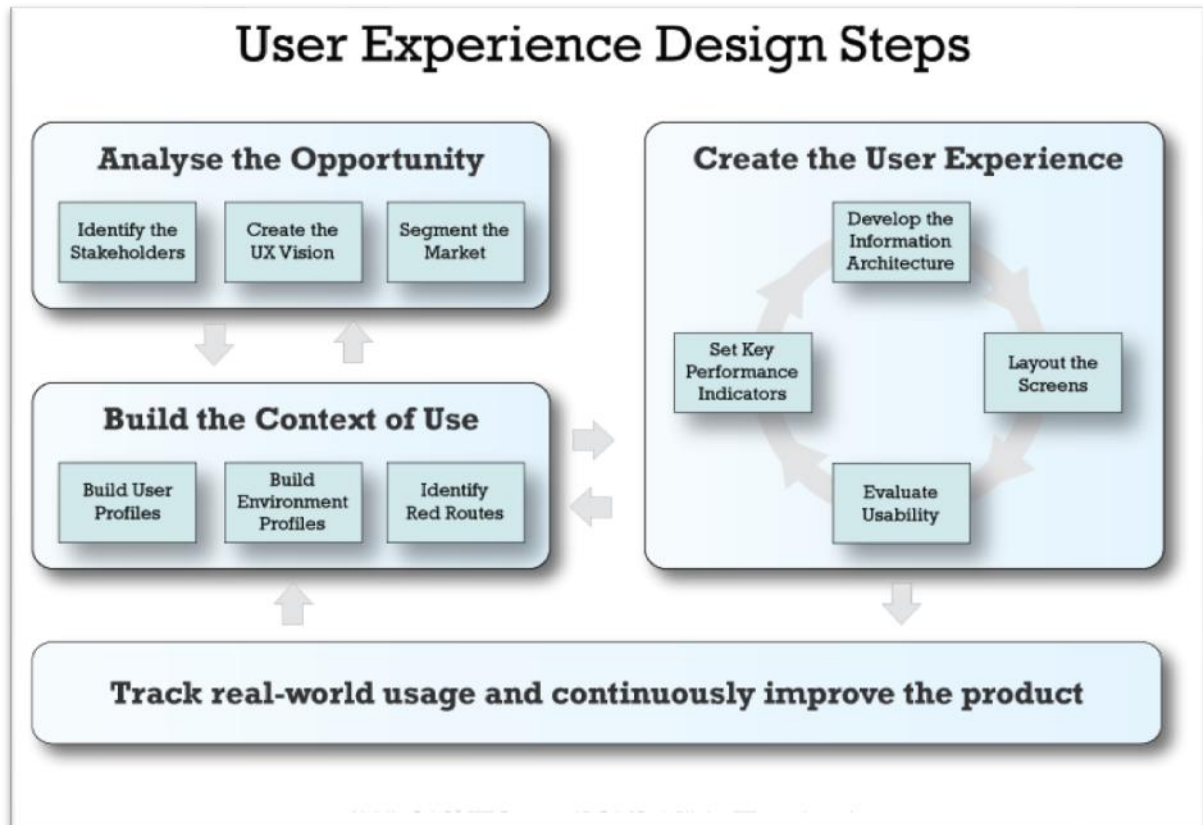 User Experience Design Steps
Analyse the Opportunity
Identify the
Stakeholders
Create the
UX Vision
Segment the
Market
Build the Context of Use
Build User
Profiles
Build
Environment
Profiles
Identify
Red Routes
Create the User Experience
Develop the
Information
Architecture
Layout the
Screens
Evaluate
Usability
Set Key
Performance
Indicators
Track real-world usage and continuously improve the product